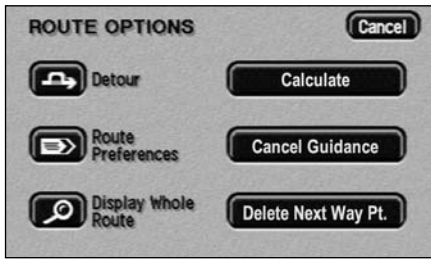 ROUTE OPTIONS
Cancel
Detour
Calculate
Route
Preferences
Cancel Guidance
Display Whole
Route
Delete Next Way Pt.